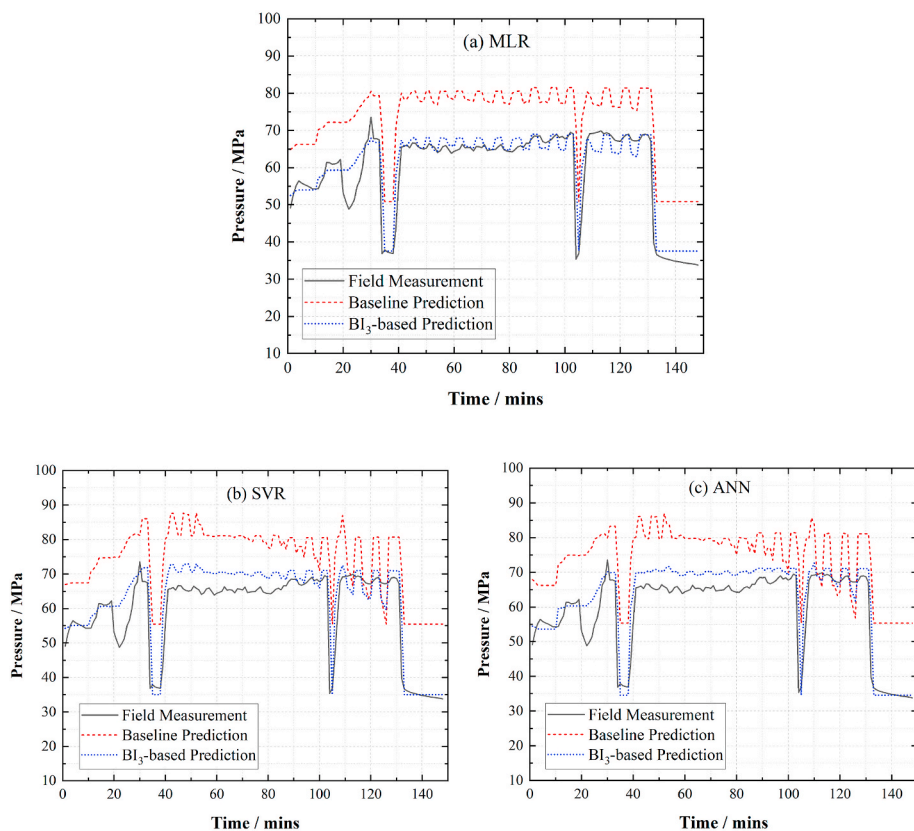 (a) MLR
100
90
80
70
60
50
40
30
20
10
Pressure / MPa
Field Measurement
Baseline Prediction
BI₃-based Prediction
0 20 40 60 80 100 120 140
Time / mins
(b) SVR
100
90
80
70
60
50
40
30
20
10
Pressure / MPa
Field Measurement
Baseline Prediction
BI₃-based Prediction
0 20 40 60 80 100 120 140
Time / mins
(c) ANN
100
90
80
70
60
50
40
30
20
10
Pressure / MPa
Field Measurement
Baseline Prediction
BI₃-based Prediction
0 20 40 60 80 100 120 140
Time / mins